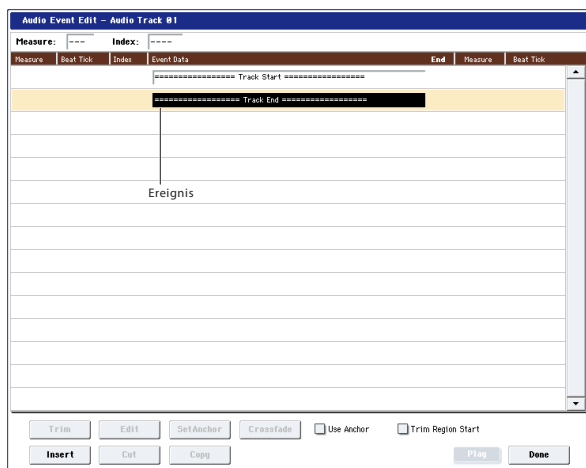 Audio Event Edit – Audio Track 01
Measure: --- Index: ----
Measure Beat Tick Index Event Data End Measure Beat Tick
================= Track Start =================
================== Track End ==================
Ereignis
Trim Edit SetAnchor Crossfade Use Anchor Trim Region Start
Insert Cut Copy Play Done